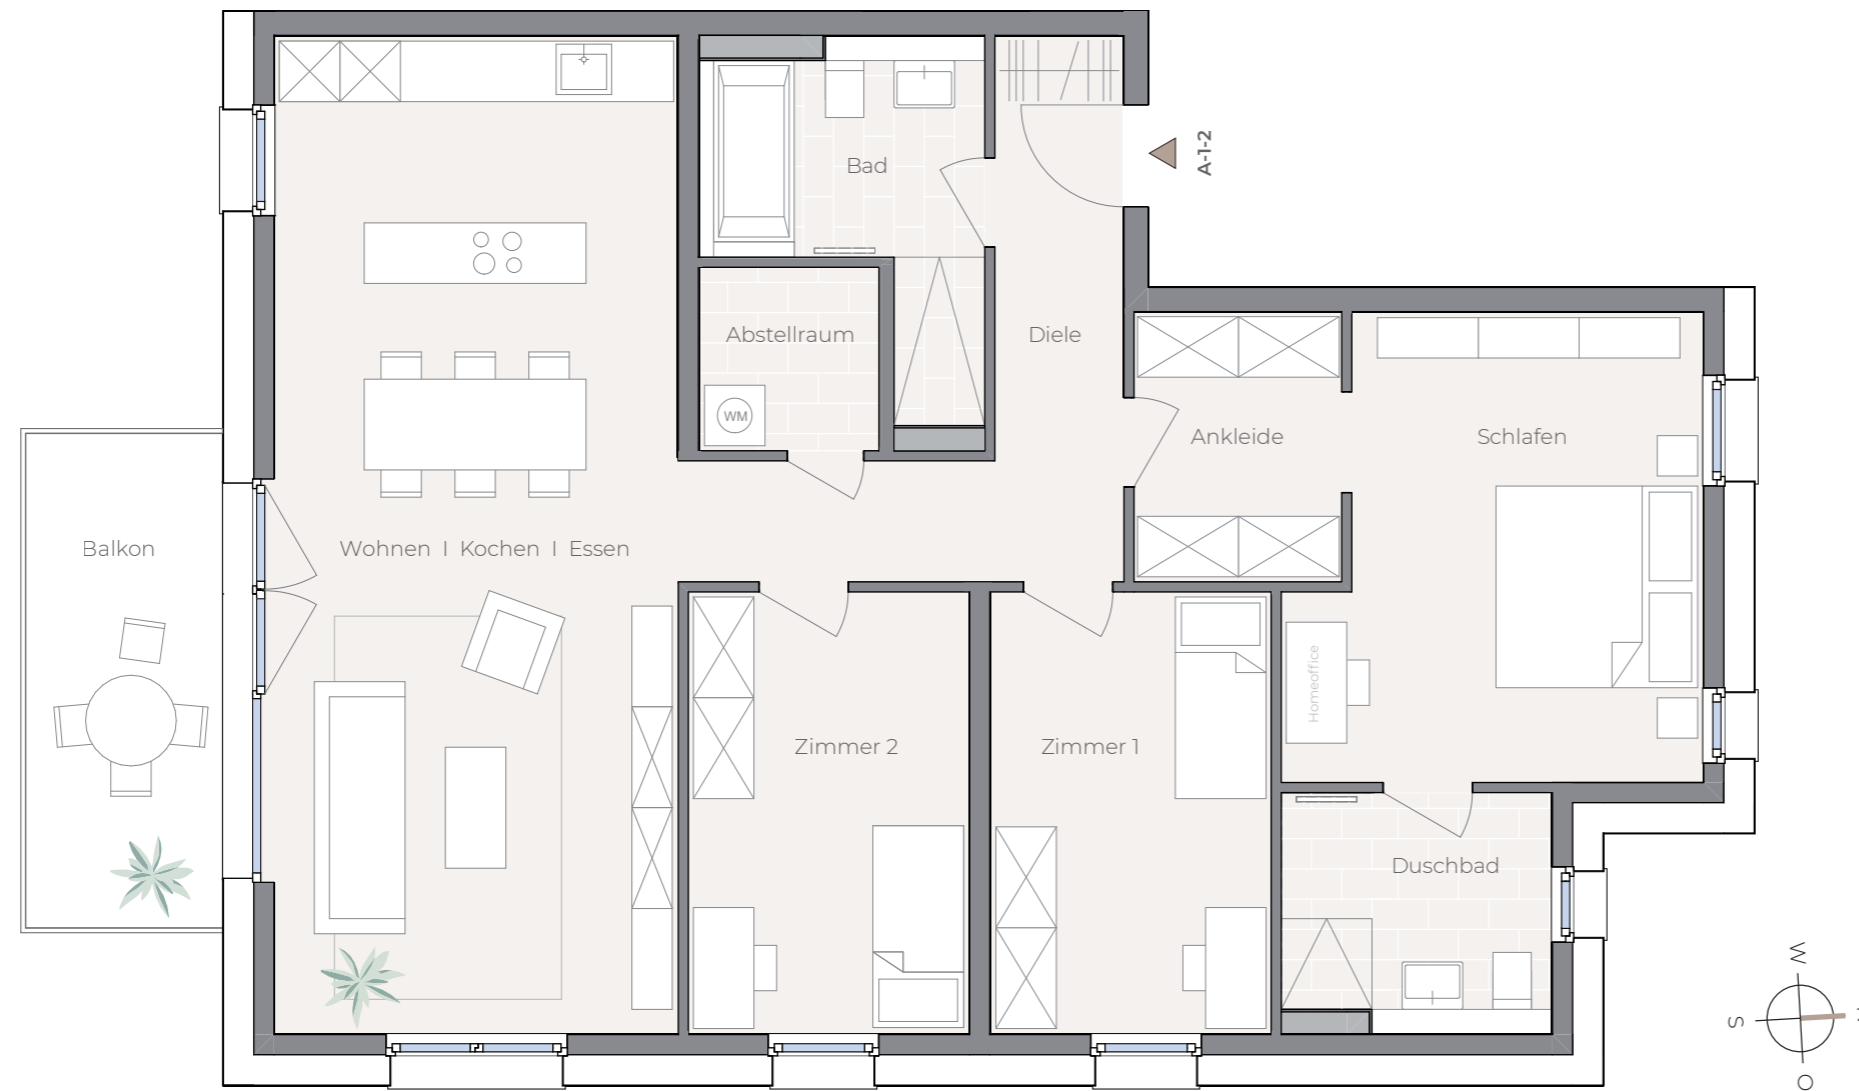 A-1-2
Bad
Abstellraum
Diele
WM
Ankleide
Schlafen
Balkon
Wohnen I Kochen I Essen
Homeoffice
Zimmer 2
Zimmer 1
Duschbad
W
S
O